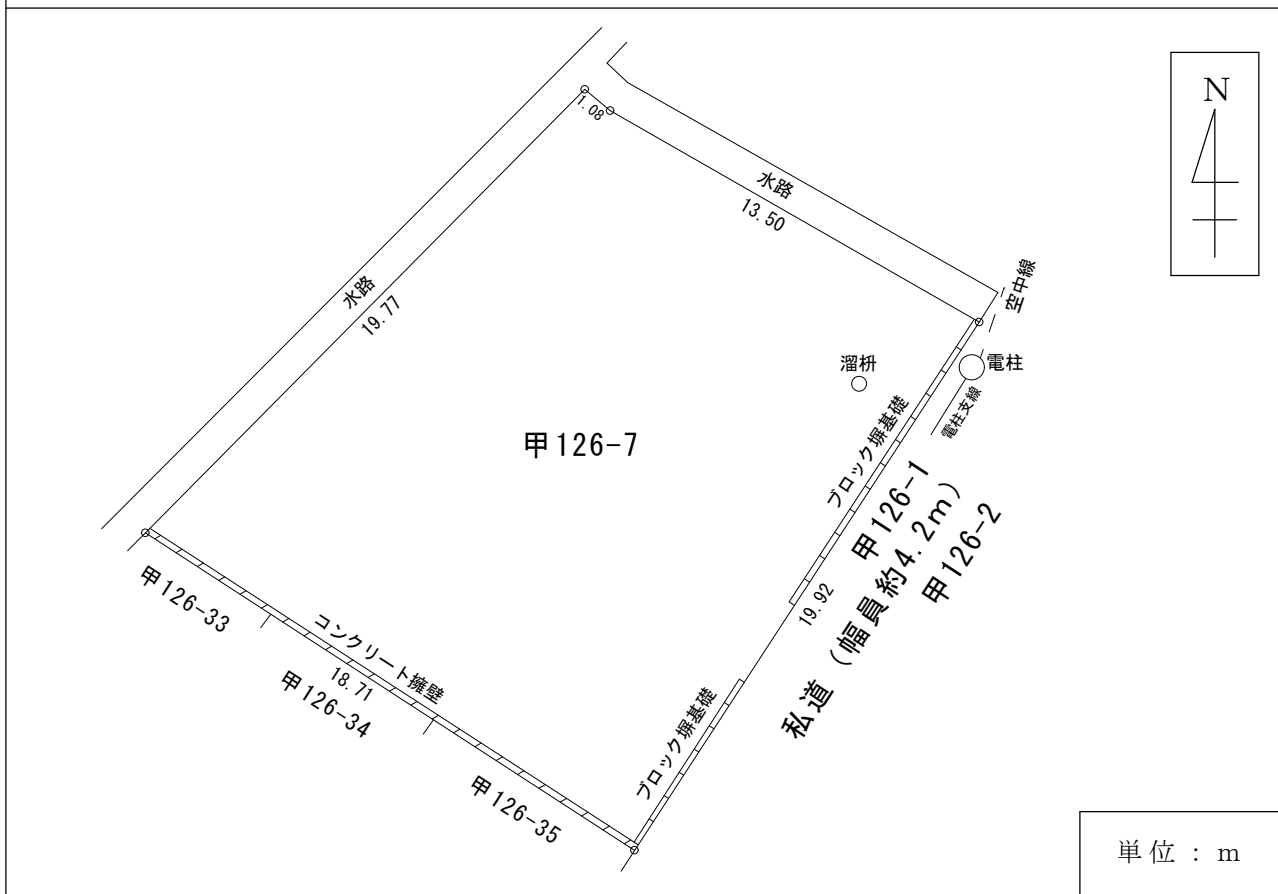 N
1.08
水路
13.50
空中線
水路
19.77
溜枡
電柱
電柱支線
ブロック塀基礎
甲126-7
甲126-1
私道（幅員約4.2m）
甲126-2
19.92
甲126-33
コンクリート擁壁
18.71
甲126-34
ブロック塀基礎
甲126-35
単位：m